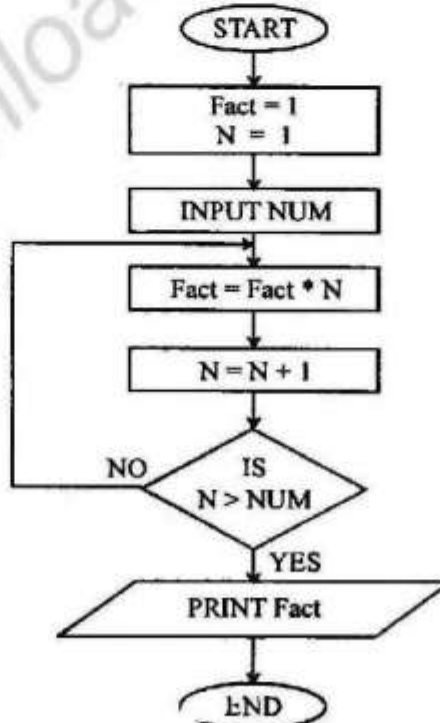 START
Fact = 1
N = 1
INPUT NUM
Fact = Fact * N
N = N + 1
NO
IS
N > NUM
YES
PRINT Fact
END